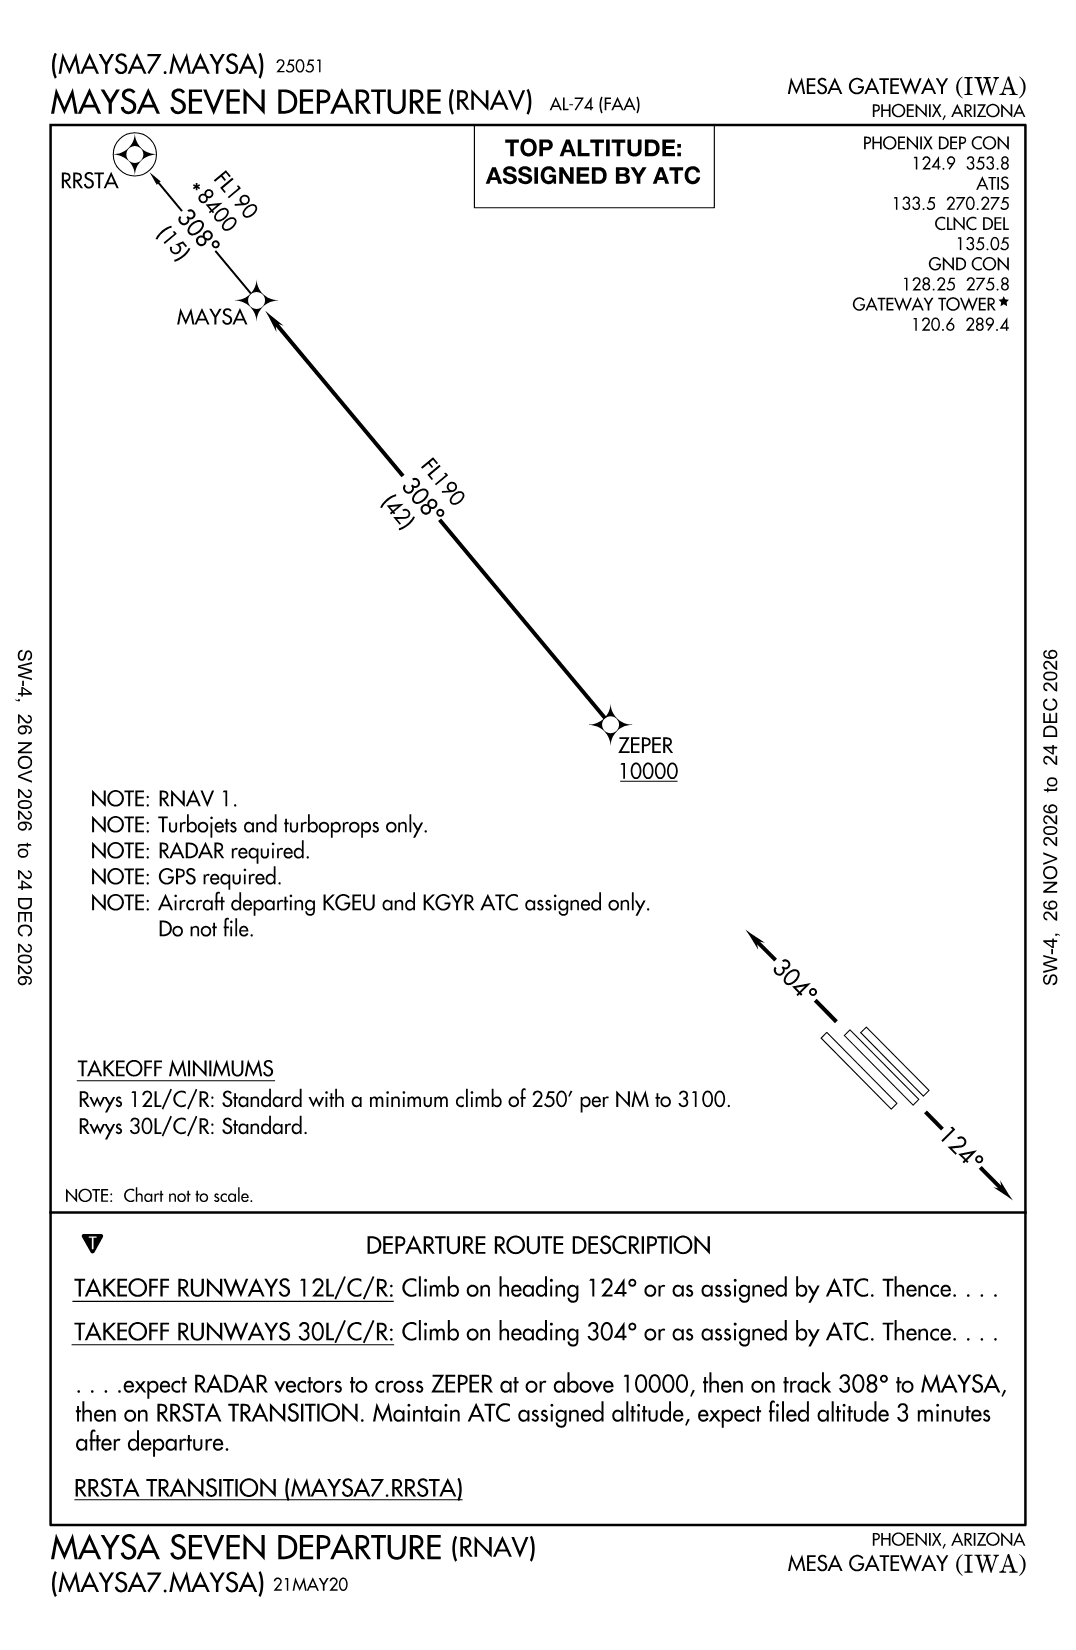 (MAYSA7.MAYSA) 25051
MAYSA SEVEN DEPARTURE (RNAV) AL-74 (FAA)
MESA GATEWAY (IWA)
PHOENIX, ARIZONA
TOP ALTITUDE:
ASSIGNED BY ATC
PHOENIX DEP CON
124.9 353.8
ATIS
133.5 270.275
CLNC DEL
135.05
GND CON
128.25 275.8
GATEWAY TOWER★
120.6 289.4
RRSTA
FL190
*8400
308°
(15)
MAYSA
FL190
308°
(42)
ZEPER
10000
SW-4, 26 NOV 2026 to 24 DEC 2026
SW-4, 26 NOV 2026 to 24 DEC 2026
NOTE: RNAV 1.
NOTE: Turbojets and turboprops only.
NOTE: RADAR required.
NOTE: GPS required.
NOTE: Aircraft departing KGEU and KGYR ATC assigned only.
Do not file.
304°
124°
TAKEOFF MINIMUMS
Rwys 12L/C/R: Standard with a minimum climb of 250' per NM to 3100.
Rwys 30L/C/R: Standard.
NOTE: Chart not to scale.
T
DEPARTURE ROUTE DESCRIPTION
TAKEOFF RUNWAYS 12L/C/R: Climb on heading 124° or as assigned by ATC. Thence. . . .
TAKEOFF RUNWAYS 30L/C/R: Climb on heading 304° or as assigned by ATC. Thence. . . .
. . . .expect RADAR vectors to cross ZEPER at or above 10000, then on track 308° to MAYSA,
then on RRSTA TRANSITION. Maintain ATC assigned altitude, expect filed altitude 3 minutes
after departure.
RRSTA TRANSITION (MAYSA7.RRSTA)
MAYSA SEVEN DEPARTURE (RNAV)
(MAYSA7.MAYSA) 21MAY20
PHOENIX, ARIZONA
MESA GATEWAY (IWA)